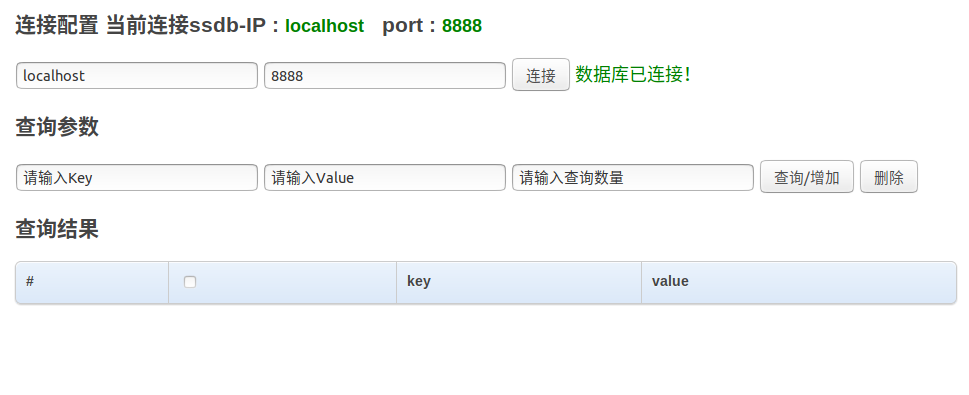 连接配置 当前连接ssdb-IP : localhost port : 8888
localhost 8888 连接 数据库已连接!
查询参数
请输入Key 请输入Value 请输入查询数量 查询/增加 删除
查询结果
# key value